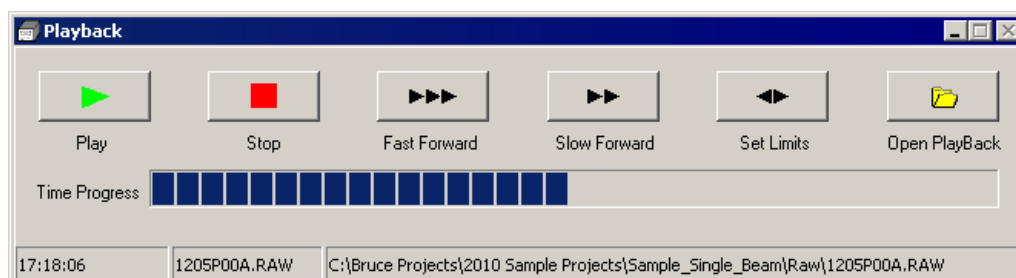 Playback
Play Stop Fast Forward Slow Forward Set Limits Open PlayBack
Time Progress
17:18:06 1205P00A.RAW C:\Bruce Projects\2010 Sample Projects\Sample_Single_Beam\Raw\1205P00A.RAW